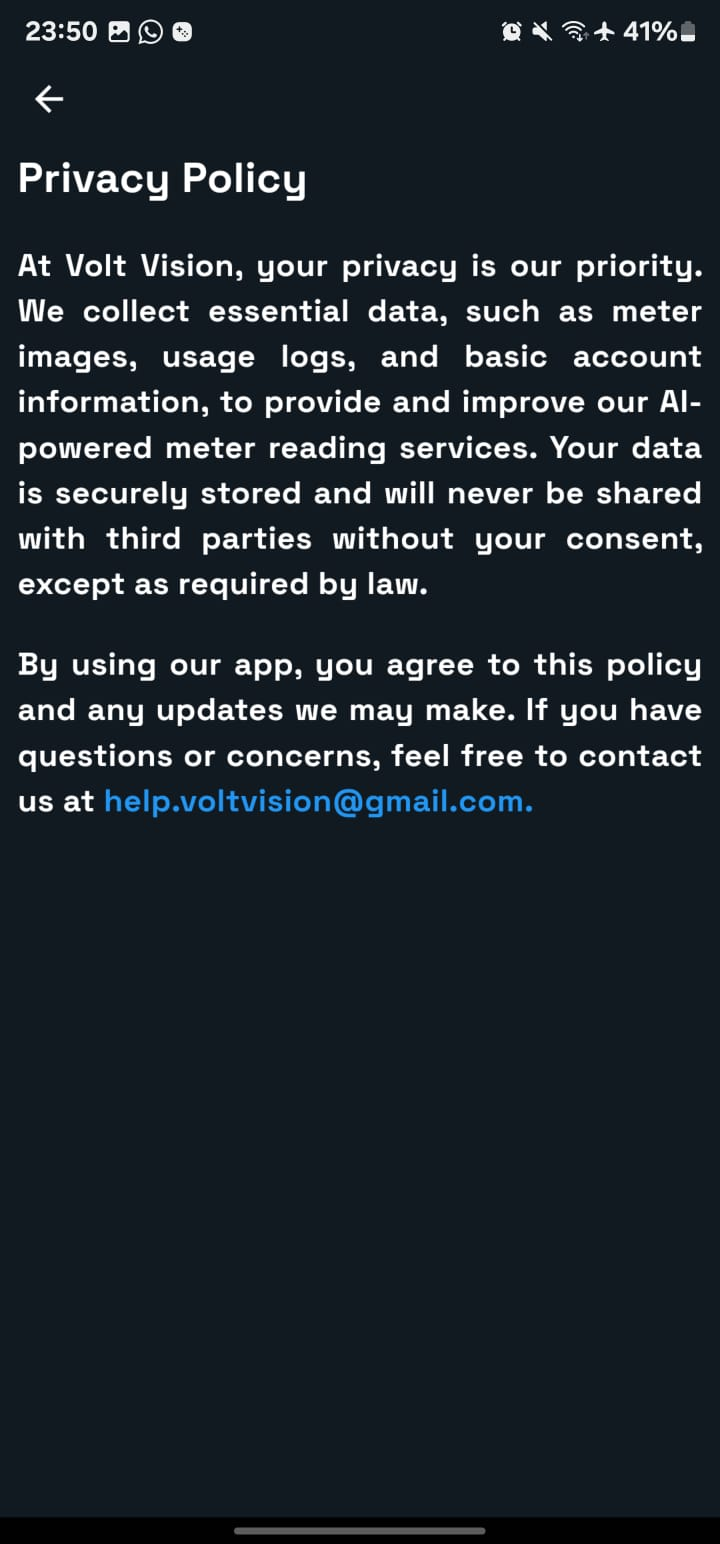 23:50
41%
Privacy Policy
At Volt Vision, your privacy is our priority.
We collect essential data, such as meter
images, usage logs, and basic account
information, to provide and improve our AI-
powered meter reading services. Your data
is securely stored and will never be shared
with third parties without your consent,
except as required by law.
By using our app, you agree to this policy
and any updates we may make. If you have
questions or concerns, feel free to contact
us at help.voltvision@gmail.com.